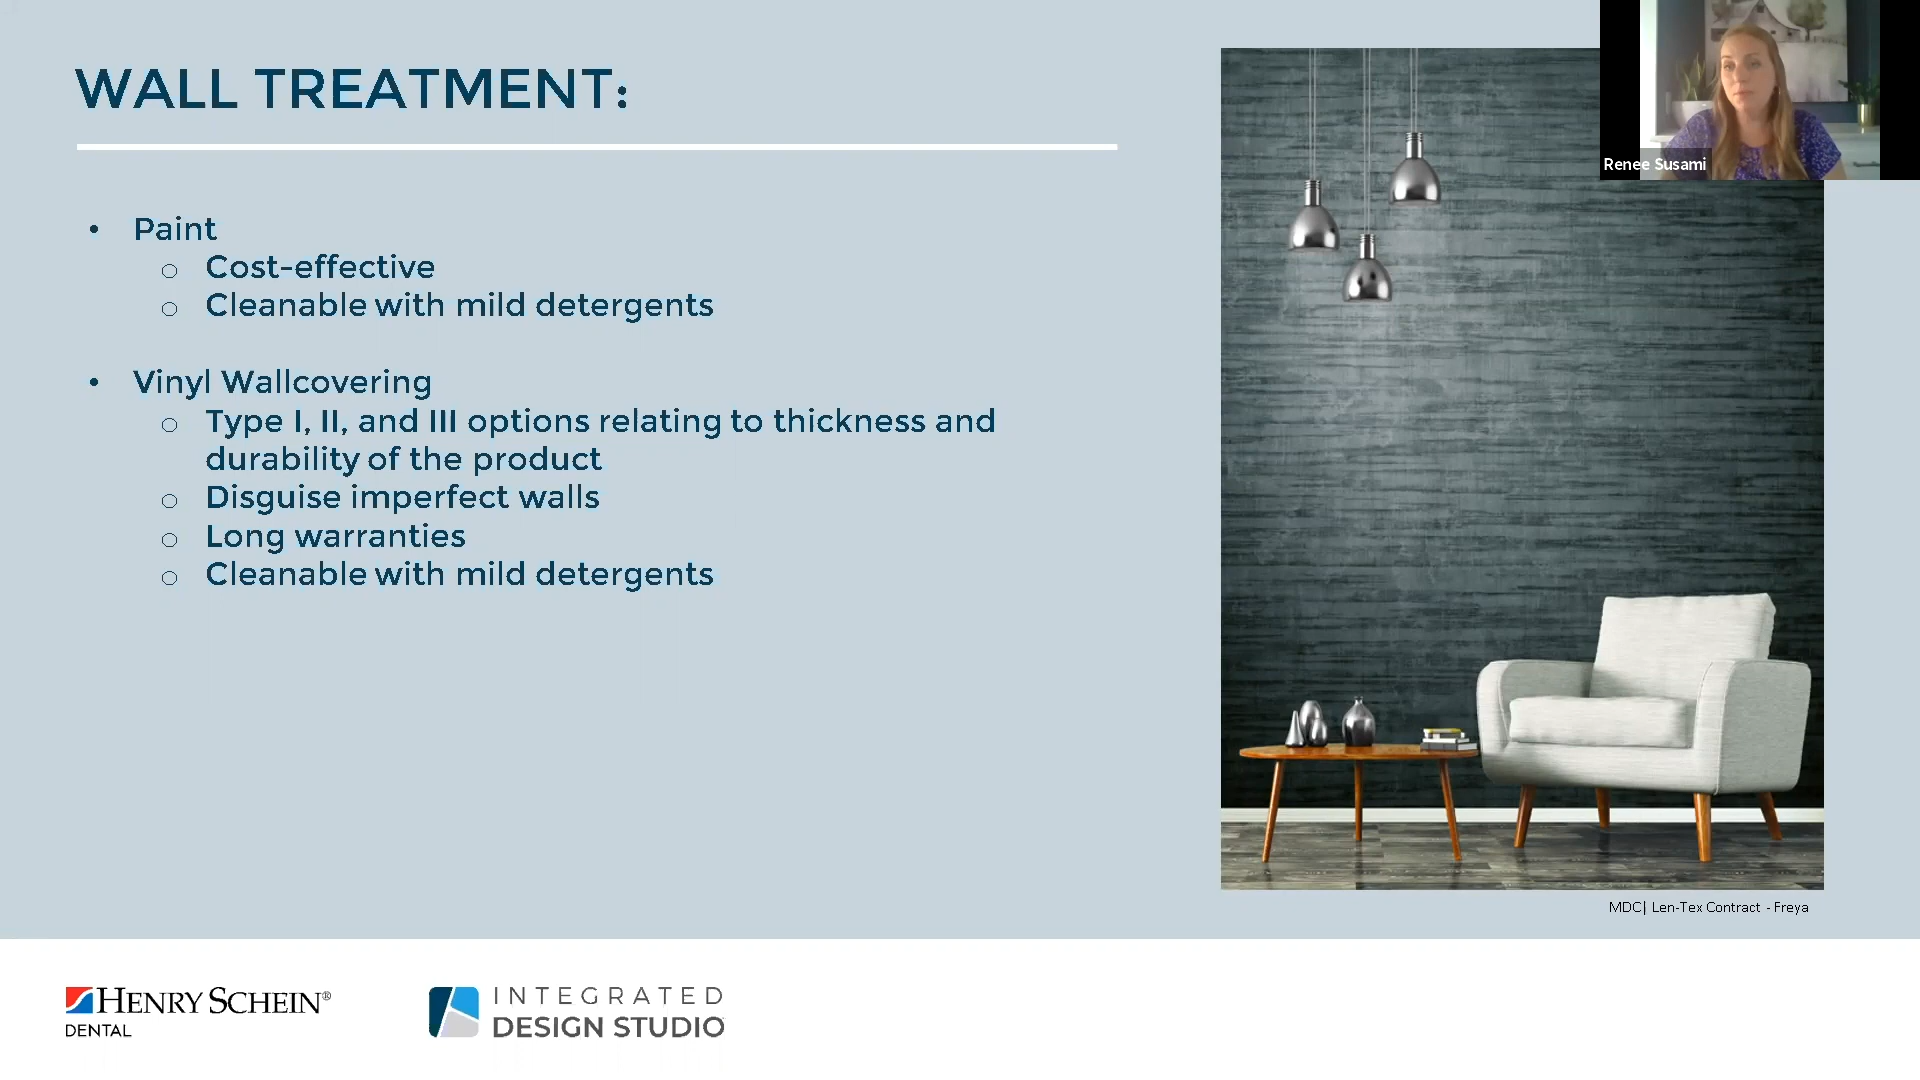 WALL TREATMENT:
Renee Susami
• Paint
o Cost-effective
o Cleanable with mild detergents
• Vinyl Wallcovering
o Type I, II, and III options relating to thickness and
durability of the product
o Disguise imperfect walls
o Long warranties
o Cleanable with mild detergents
MDC| Len-Tex Contract - Freya
HENRY SCHEIN®
DENTAL
INTEGRATED
DESIGN STUDIO